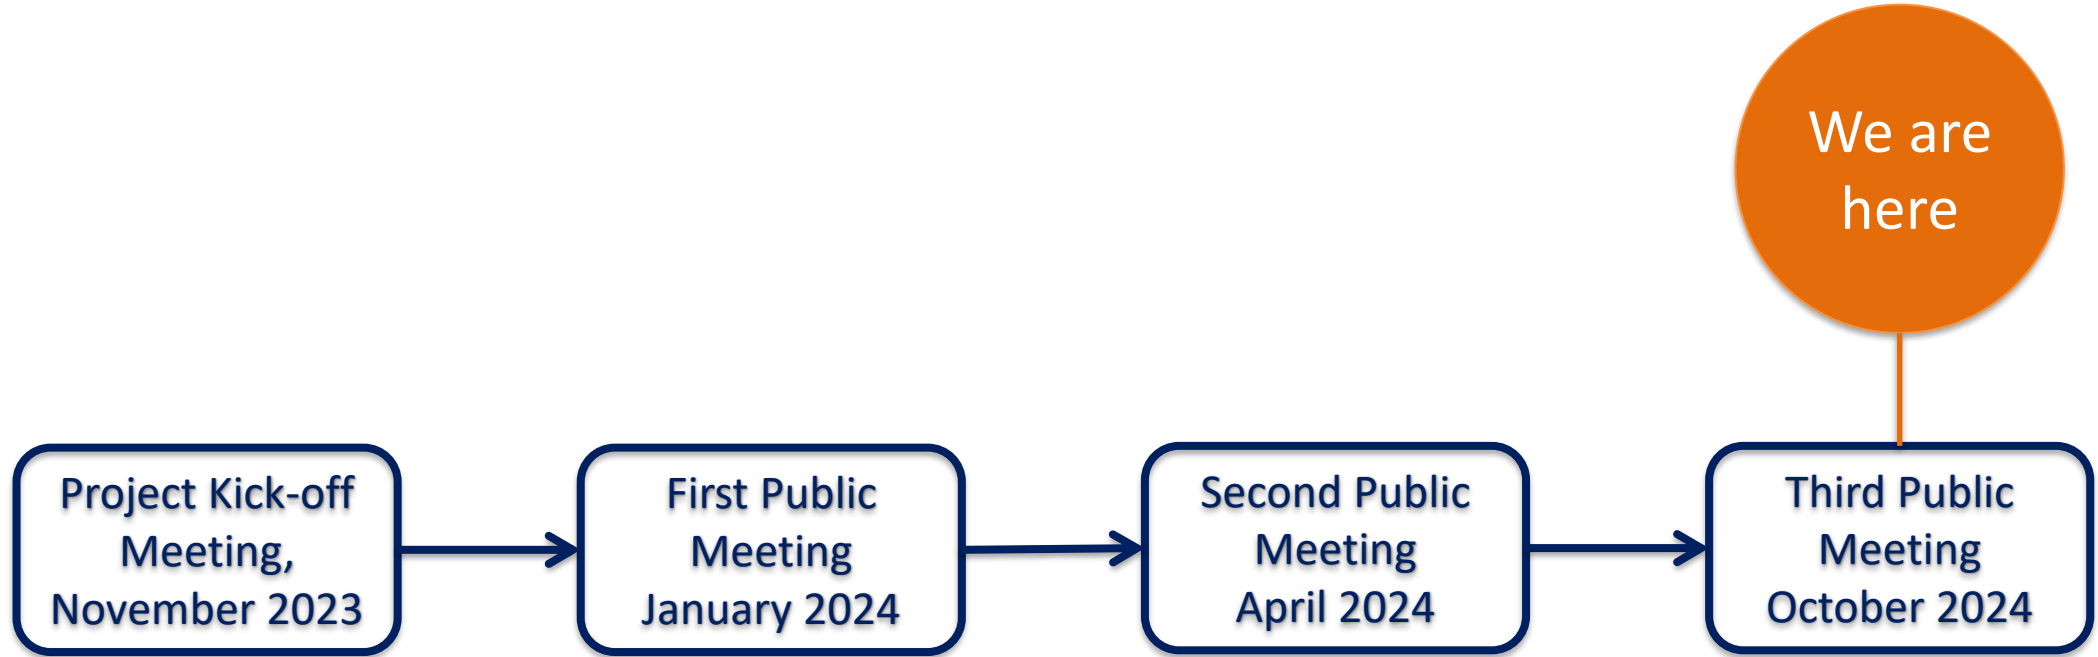 We are
here
Project Kick-off
Meeting,
November 2023
First Public
Meeting
January 2024
Second Public
Meeting
April 2024
Third Public
Meeting
October 2024